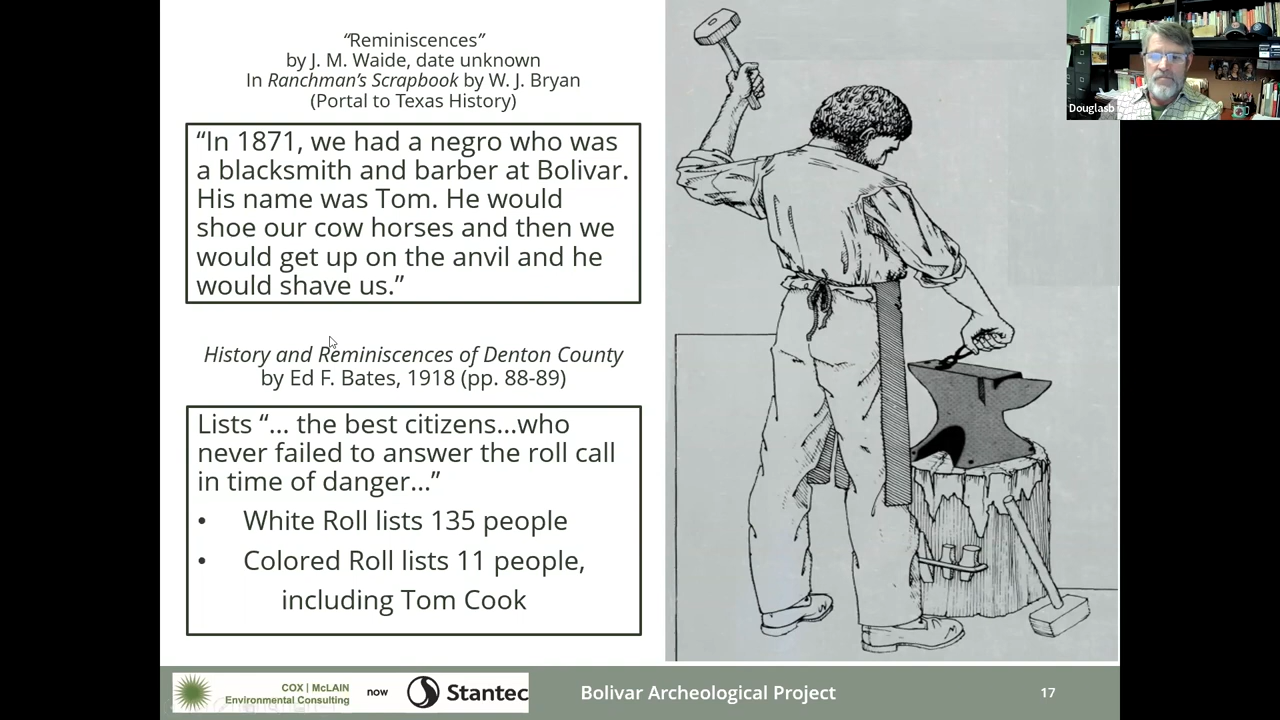 “Reminiscences”
by J. M. Waide, date unknown
In Ranchman’s Scrapbook by W. J. Bryan
(Portal to Texas History)
“In 1871, we had a negro who was
a blacksmith and barber at Bolivar.
His name was Tom. He would
shoe our cow horses and then we
would get up on the anvil and he
would shave us.”
History and Reminiscences of Denton County
by Ed F. Bates, 1918 (pp. 88-89)
Lists “... the best citizens...who
never failed to answer the roll call
in time of danger...”
• White Roll lists 135 people
• Colored Roll lists 11 people,
including Tom Cook
Douglasb
COX | McLAIN
Environmental Consulting
now
Stantec
Bolivar Archeological Project
17